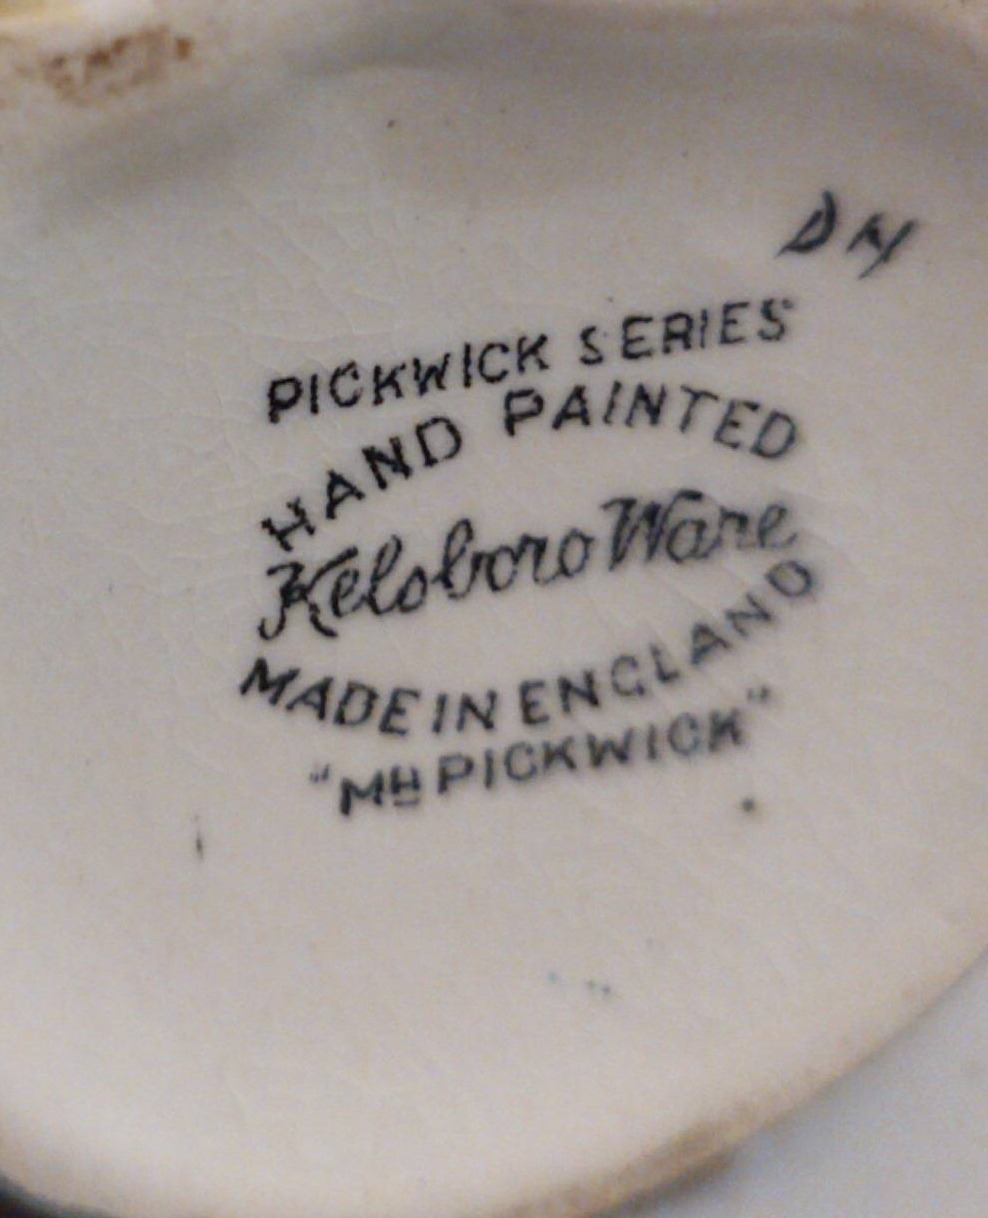 DH
PICKWICK SERIES
HAND PAINTED
Kelsboro Ware
MADE IN ENGLAND
"MR PICKWICK"